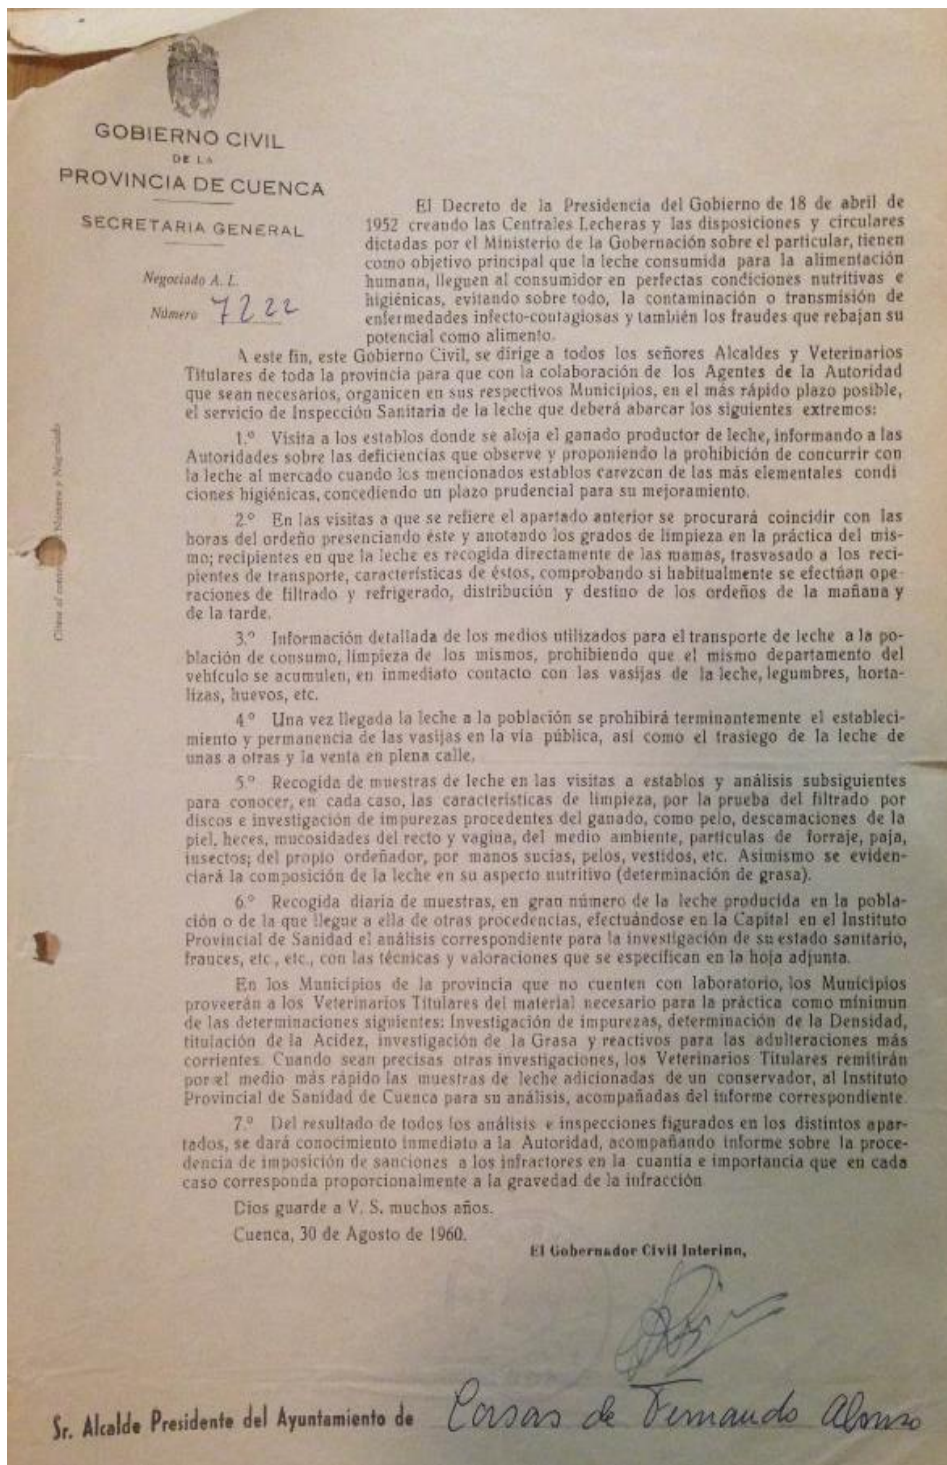 GOBIERNO CIVIL
DE LA
PROVINCIA DE CUENCA
SECRETARIA GENERAL
Negociado A. L.
Número 7222
El Decreto de la Presidencia del Gobierno de 18 de abril de
1952 creando las Centrales Lecheras y las disposiciones y circulares
dictadas por el Ministerio de la Gobernación sobre el particular, tienen
como objetivo principal que la leche consumida para la alimentación
humana, lleguen al consumidor en perfectas condiciones nutritivas e
higiénicas, evitando sobre todo, la contaminación o transmisión de
enfermedades infecto-contagiosas y también los fraudes que rebajan su
potencial como alimento.
A este fin, este Gobierno Civil, se dirige a todos los señores Alcaldes y Veterinarios
Titulares de toda la provincia para que con la colaboración de los Agentes de la Autoridad
que sean necesarios, organicen en sus respectivos Municipios, en el más rápido plazo posible,
el servicio de Inspección Sanitaria de la leche que deberá abarcar los siguientes extremos:
1.º Visita a los establos donde se aloja el ganado productor de leche, informando a las
Autoridades sobre las deficiencias que observe y proponiendo la prohibición de concurrir con
la leche al mercado cuando los mencionados establos carezcan de las más elementales condi
ciones higiénicas, concediendo un plazo prudencial para su mejoramiento.
2.º En las visitas a que se refiere el apartado anterior se procurará coincidir con las
horas del ordeño presenciando éste y anotando los grados de limpieza en la práctica del mis-
mo; recipientes en que la leche es recogida directamente de las mamas, trasvasado a los reci-
pientes de transporte, características de éstos, comprobando si habitualmente se efectúan ope-
raciones de filtrado y refrigerado, distribución y destino de los ordeños de la mañana y
de la tarde.
3.º Información detallada de los medios utilizados para el transporte de leche a la po-
blación de consumo, limpieza de los mismos, prohibiendo que el mismo departamento del
vehículo se acumulen, en inmediato contacto con las vasijas de la leche, legumbres, horta-
lizas, huevos, etc.
4.º Una vez llegada la leche a la población se prohibirá terminantemente el estableci-
miento y permanencia de las vasijas en la vía pública, así como el trasiego de la leche de
unas a otras y la venta en plena calle.
5.º Recogida de muestras de leche en las visitas a establos y análisis subsiguientes
para conocer, en cada caso, las características de limpieza, por la prueba del filtrado por
discos e investigación de impurezas procedentes del ganado, como pelo, descamaciones de la
piel, heces, mucosidades del recto y vagina, del medio ambiente, partículas de forraje, paja,
insectos; del propio ordeñador, por manos sucias, pelos, vestidos, etc. Asimismo se eviden-
ciará la composición de la leche en su aspecto nutritivo (determinación de grasa).
6.º Recogida diaria de muestras, en gran número de la leche producida en la pobla-
ción o de la que llegue a ella de otras procedencias, efectuándose en la Capital en el Instituto
Provincial de Sanidad el análisis correspondiente para la investigación de su estado sanitario,
frauces, etc., etc., con las técnicas y valoraciones que se especifican en la hoja adjunta.
En los Municipios de la provincia que no cuenten con laboratorio, los Municipios
proveerán a los Veterinarios Titulares del material necesario para la práctica como mínimun
de las determinaciones siguientes: Investigación de impurezas, determinación de la Densidad,
titulación de la Acidez, investigación de la Grasa y reactivos para las adulteraciones más
corrientes. Cuando sean precisas otras investigaciones, los Veterinarios Titulares remitirán
por el medio más rápido las muestras de leche adicionadas de un conservador, al Instituto
Provincial de Sanidad de Cuenca para su análisis, acompañadas del informe correspondiente.
7.º Del resultado de todos los análisis e inspecciones figurados en los distintos apar-
tados, se dará conocimiento inmediato a la Autoridad, acompañando informe sobre la proce-
dencia de imposición de sanciones a los infractores en la cuantía e importancia que en cada
caso corresponda proporcionalmente a la gravedad de la infracción
Dios guarde a V. S. muchos años.
Cuenca, 30 de Agosto de 1960.
El Gobernador Civil Interino,
Sr. Alcalde Presidente del Ayuntamiento de Casas de Fernando Alonso
Número y Negociado